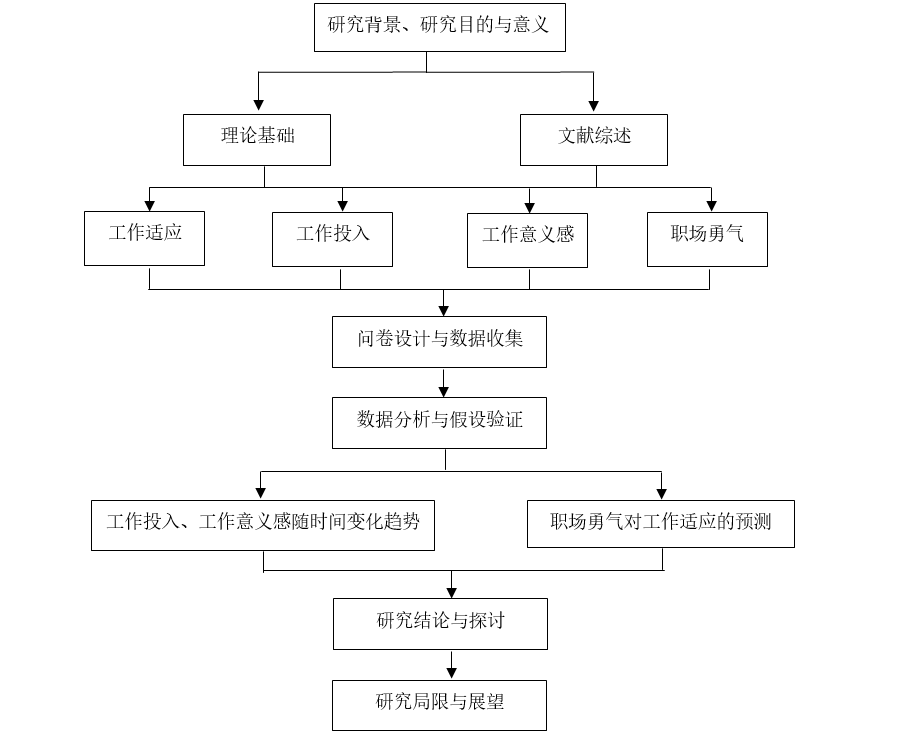 研究背景、研究目的与意义
理论基础
文献综述
工作适应
工作投入
工作意义感
职场勇气
问卷设计与数据收集
数据分析与假设验证
工作投入、工作意义感随时间变化趋势
职场勇气对工作适应的预测
研究结论与探讨
研究局限与展望